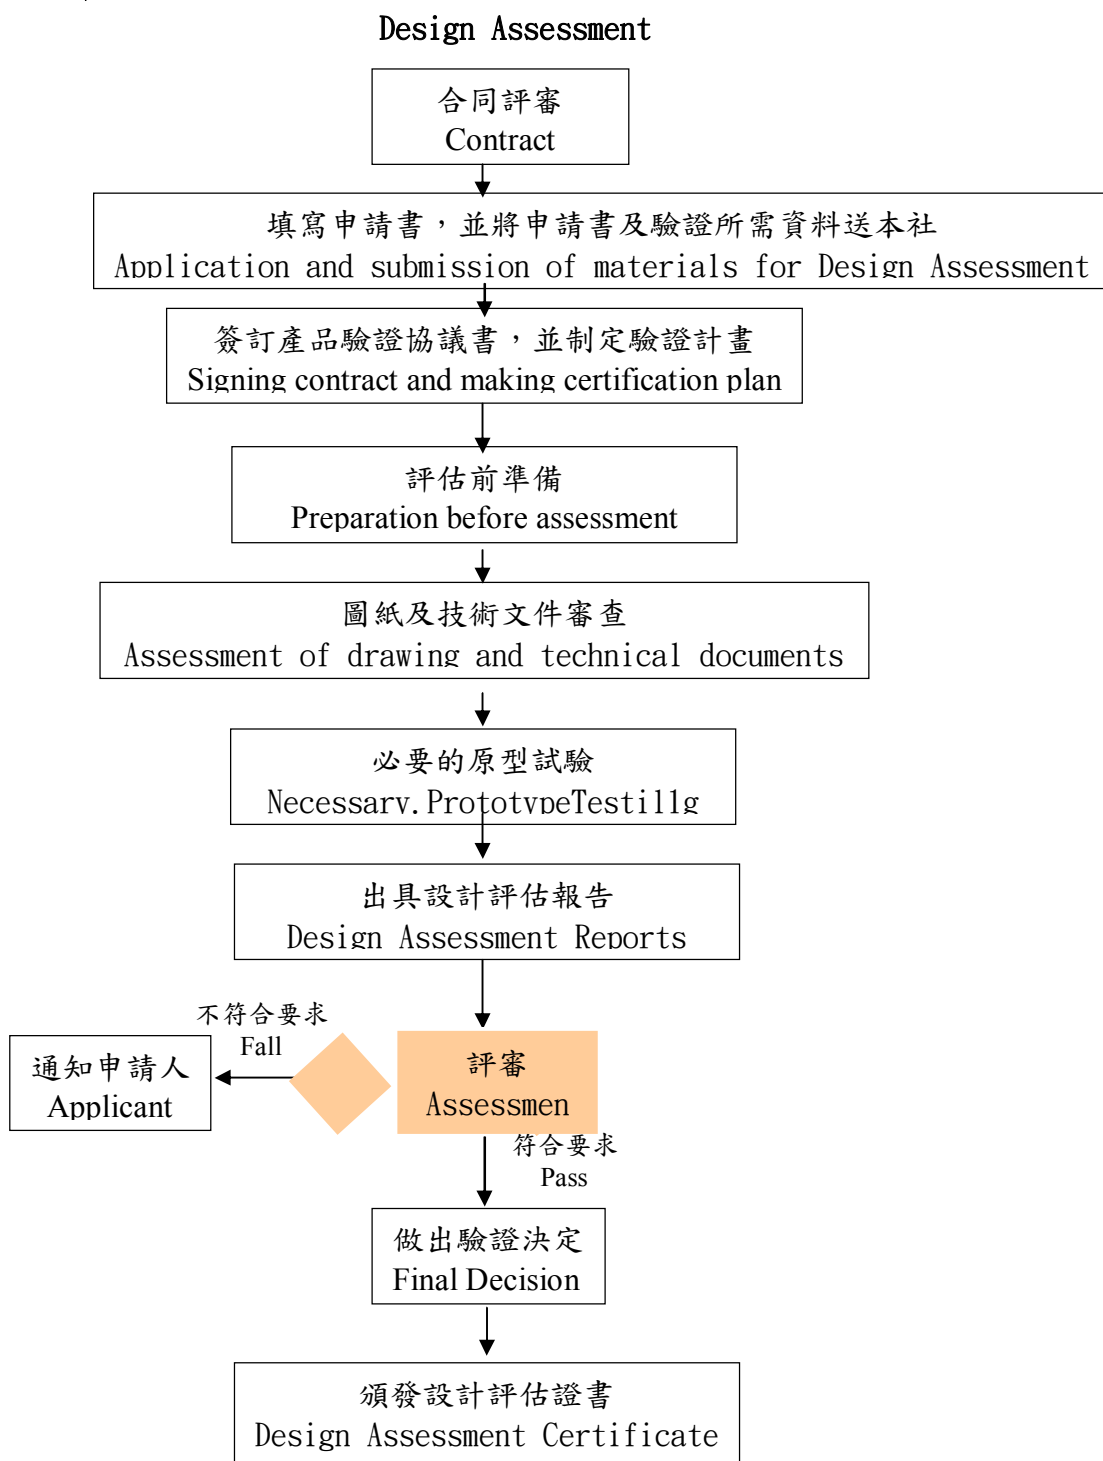 Design Assessment
合同評審
Contract
填寫申請書，並將申請書及驗證所需資料送本社
Application and submission of materials for Design Assessment
簽訂產品驗證協議書，並制定驗證計畫
Signing contract and making certification plan
評估前準備
Preparation before assessment
圖紙及技術文件審查
Assessment of drawing and technical documents
必要的原型試驗
Necessary.PrototypeTestill1g
出具設計評估報告
Design Assessment Reports
不符合要求
Fall
通知申請人
Applicant
評審
Assessmen
符合要求
Pass
做出驗證決定
Final Decision
頒發設計評估證書
Design Assessment Certificate